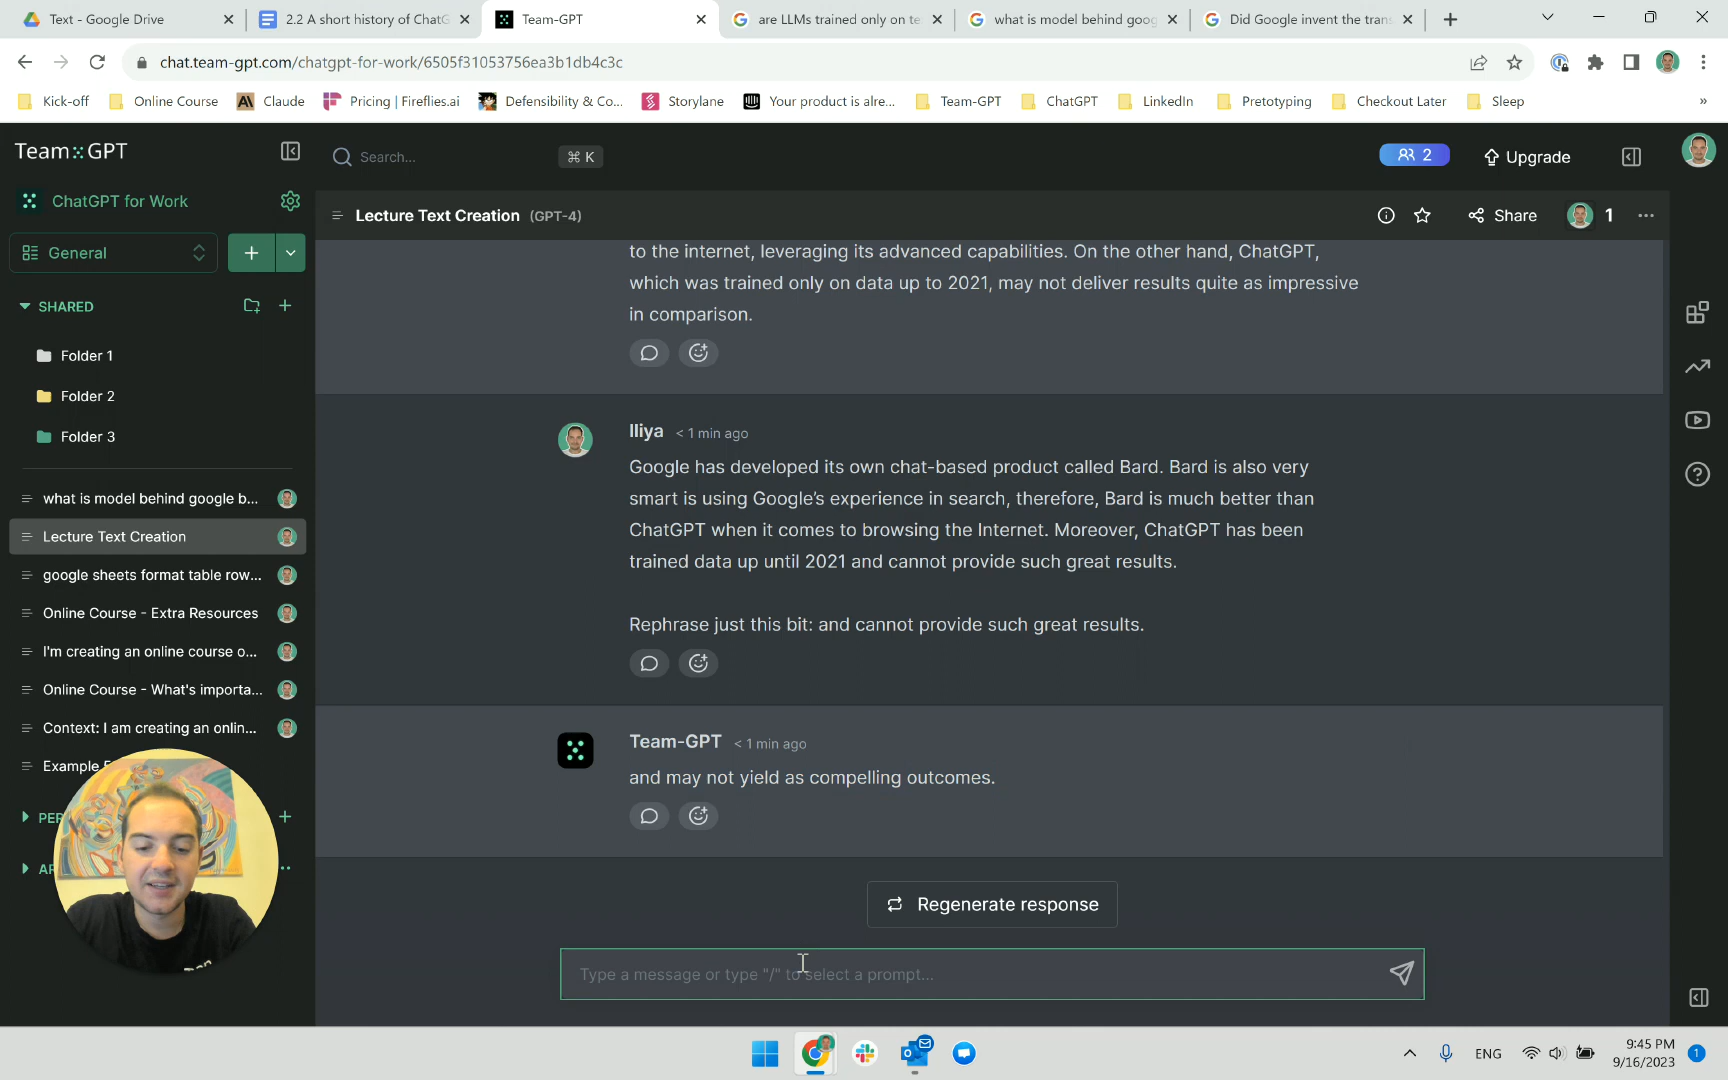 Text - Google Drive
2.2 A short history of ChatG
Team-GPT
are LLMs trained only on te
what is model behind goog
Did Google invent the tran
chat.team-gpt.com/chatgpt-for-work/6505f31053756ea3b1db4c3c
Kick-off
Online Course
Claude
Pricing | Fireflies.ai
Defensibility & Co...
Storylane
Your product is alre...
Team-GPT
ChatGPT
LinkedIn
Pretotyping
Checkout Later
Sleep
»
Team GPT
Search...
⌘ K
2
Upgrade
ChatGPT for Work
General
SHARED
Folder 1
Folder 2
Folder 3
what is model behind google b...
Lecture Text Creation
google sheets format table row...
Online Course - Extra Resources
I'm creating an online course o...
Online Course - What's importa...
Context: I am creating an onlin...
Example
PE
A
Lecture Text Creation (GPT-4)
Share
1
to the internet, leveraging its advanced capabilities. On the other hand, ChatGPT,
which was trained only on data up to 2021, may not deliver results quite as impressive
in comparison.
Iliya < 1 min ago
Google has developed its own chat-based product called Bard. Bard is also very
smart is using Google's experience in search, therefore, Bard is much better than
ChatGPT when it comes to browsing the Internet. Moreover, ChatGPT has been
trained data up until 2021 and cannot provide such great results.
Rephrase just this bit: and cannot provide such great results.
Team-GPT < 1 min ago
and may not yield as compelling outcomes.
Regenerate response
Type a message or type "/" to select a prompt...
ENG
9:45 PM
9/16/2023
1